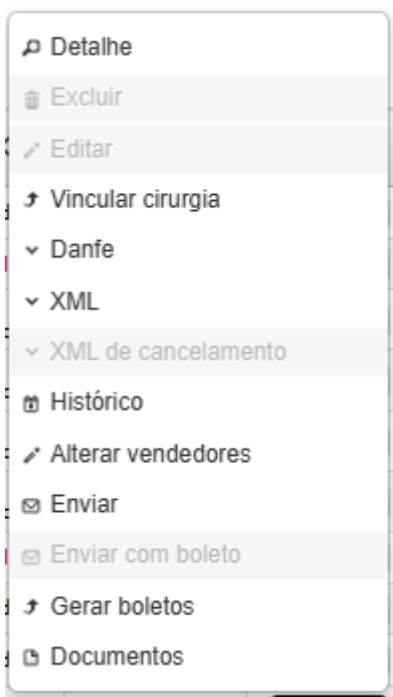 Detalhe
Excluir
Editar
Vincular cirurgia
Danfe
XML
XML de cancelamento
Histórico
Alterar vendedores
Enviar
Enviar com boleto
Gerar boletos
Documentos